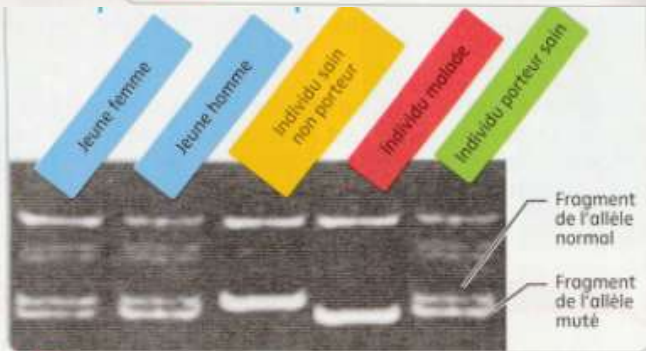 Jeune femme
Jeune homme
Individu sain
non porteur
Individu malade
Individu porteur sain
Fragment
de l'allèle
normal
Fragment
de l'allèle
muté